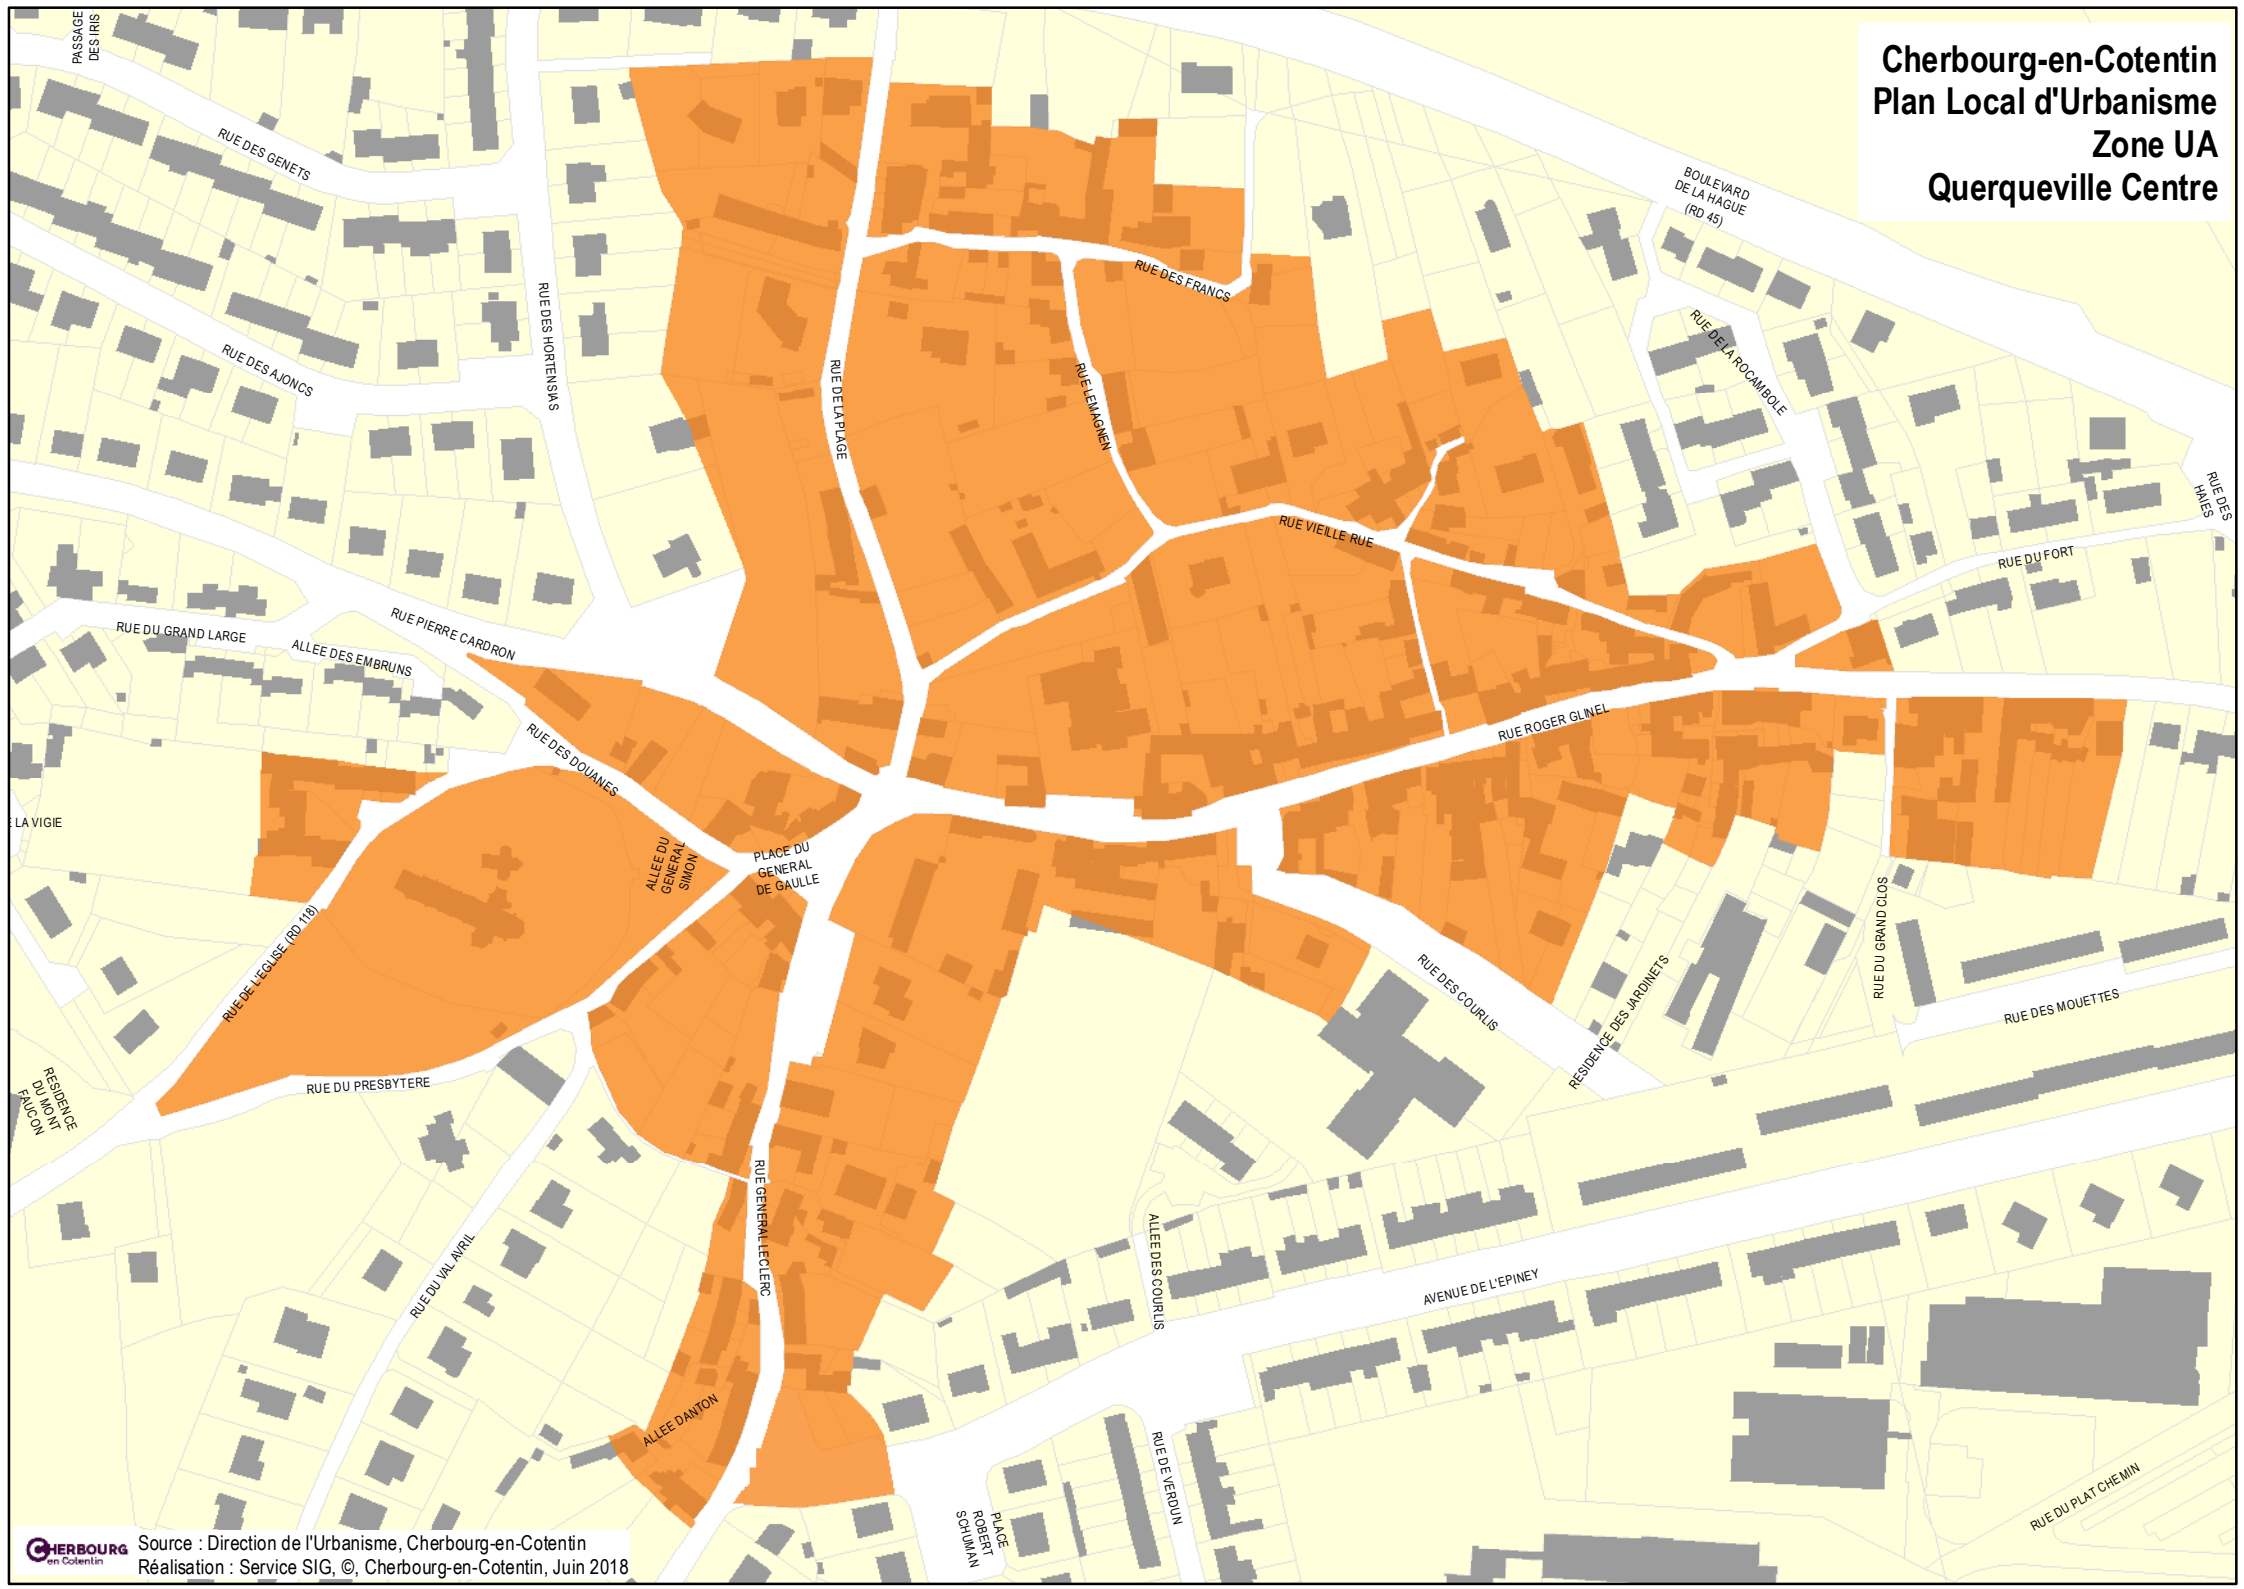 Cherbourg-en-Cotentin
Plan Local d'Urbanisme
Zone UA
Querqueville Centre
PASSAGE
DES IRIS
RUE DES GENETS
RUE DES AJONCS
RUE DES HORTENSIAS
BOULEVARD
DE LA HAGUE
(RD 45)
RUE DE LA ROCAMBOLE
RUE DES
HAIES
RUE DU FORT
RUE DES FRANCS
RUE LEMAGNEN
RUE DE LA PLAGE
RUE VIEILLE RUE
RUE PIERRE CARDRON
RUE DU GRAND LARGE
ALLEE DES EMBRUNS
RUE DES DOUANES
RUE ROGER GLINEL
E LA VIGIE
ALLEE DU
GENERAL
SIMON
PLACE DU
GENERAL
DE GAULLE
RUE DE L'EGLISE (RD 118)
RUE DU PRESBYTERE
RESIDENCE
DU MONT
FAUCON
RUE DES COURLIS
RESIDENCE DES JARDINETS
RUE DU GRAND CLOS
RUE DES MOUETTES
RUE GENERAL LECLERC
RUE DU VAL AVRIL
ALLEE DES COURLIS
AVENUE DE L'EPINEY
ALLEE DANTON
RUE DE VERDUN
PLACE
ROBERT
SCHUMAN
RUE DU PLAT CHEMIN
CHERBOURG
en Cotentin
Source : Direction de l'Urbanisme, Cherbourg-en-Cotentin
Réalisation : Service SIG, ©, Cherbourg-en-Cotentin, Juin 2018